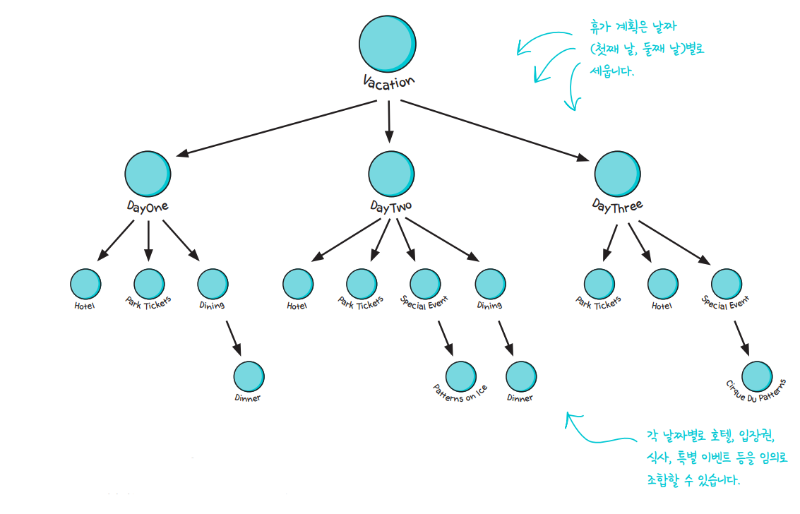 휴가 계획은 날짜
(첫째 날, 둘째 날)별로
세웁니다.
Vacation
DayOne
DayTwo
DayThree
Hotel
Park Tickets
Dining
Hotel
Park Tickets
Special Event
Dining
Park Tickets
Hotel
Special Event
Dinner
Patterns on Ice
Dinner
Cirque Du Patterns
각 날짜별로 호텔, 입장권,
식사, 특별 이벤트 등을 임의로
조합할 수 있습니다.